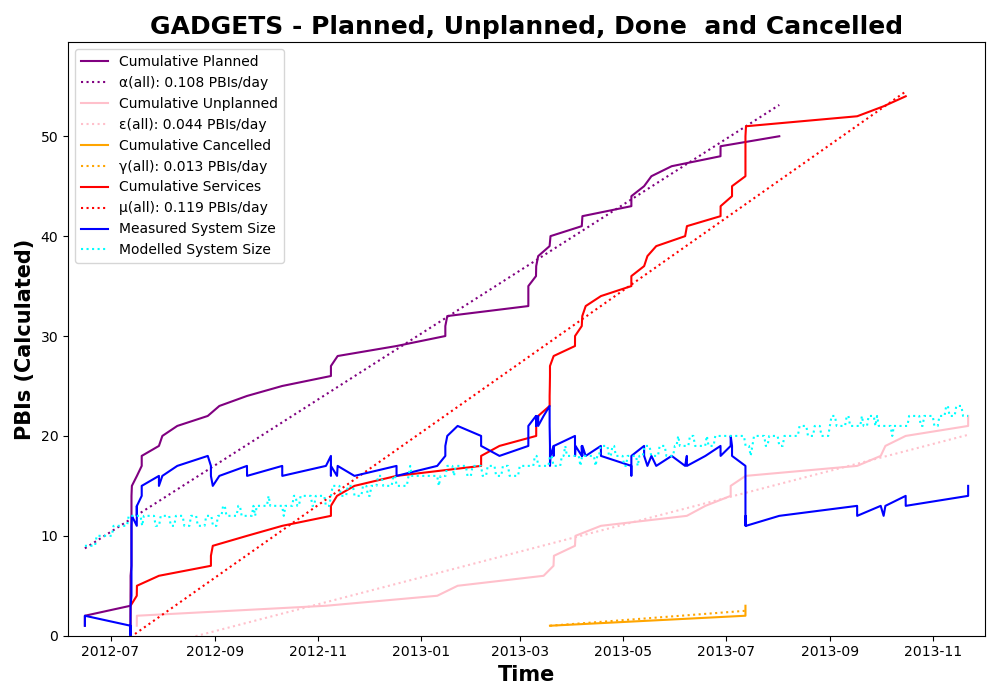 GADGETS - Planned, Unplanned, Done  and Cancelled
Cumulative Planned
α(all): 0.108 PBIs/day
Cumulative Unplanned
ε(all): 0.044 PBIs/day
Cumulative Cancelled
γ(all): 0.013 PBIs/day
Cumulative Services
μ(all): 0.119 PBIs/day
Measured System Size
Modelled System Size
PBIs (Calculated)
50
40
30
20
10
0
2012-07 2012-09 2012-11 2013-01 2013-03 2013-05 2013-07 2013-09 2013-11
Time